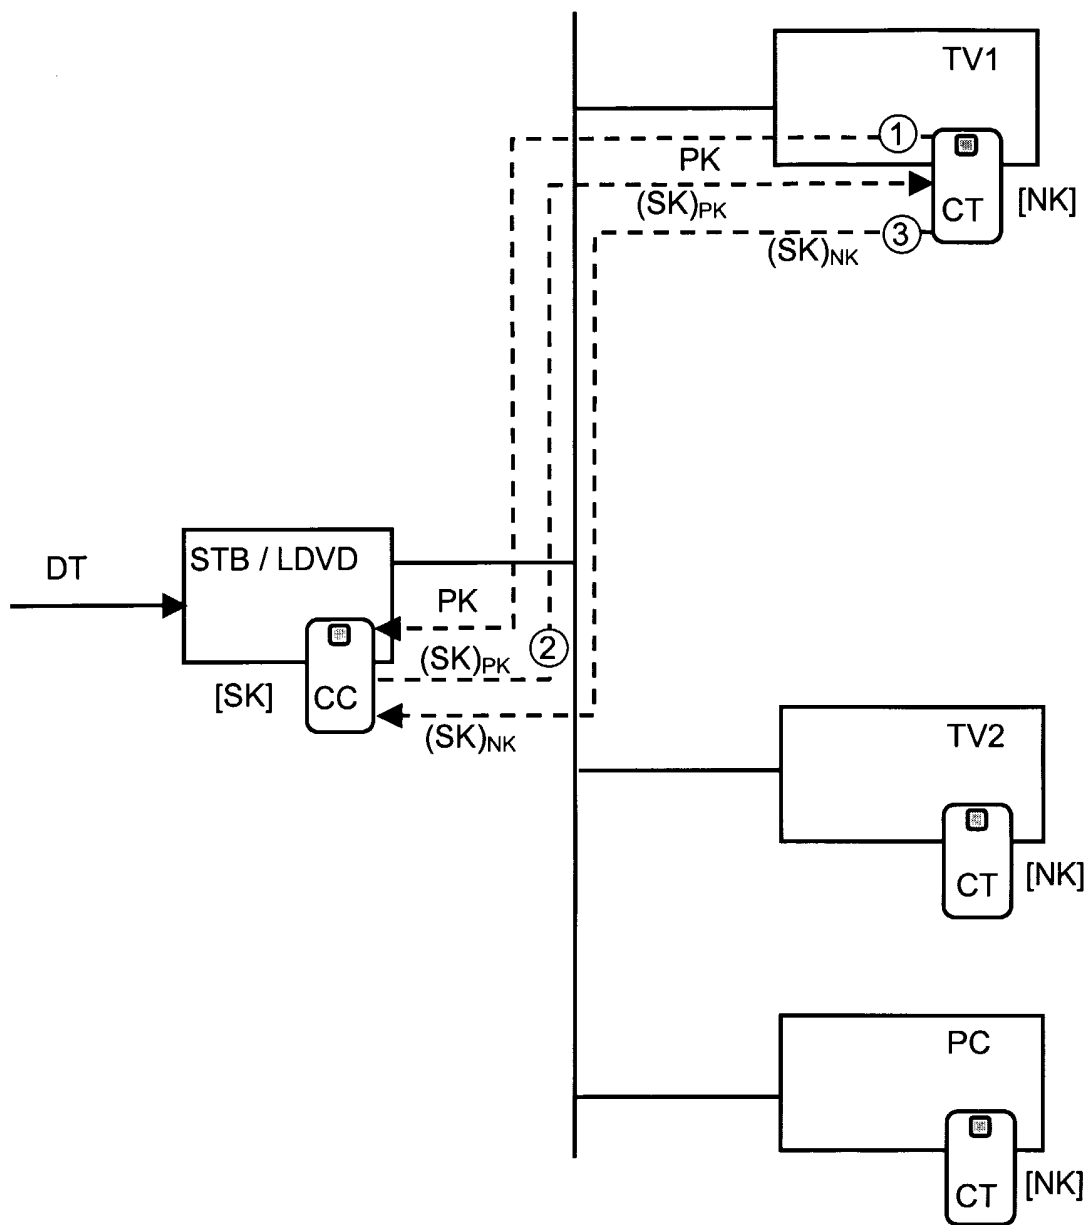 TV1
①
PK
(SK)PK
CT
[NK]
③
(SK)NK
STB / LDVD
DT
PK
②
(SK)PK
[SK]
CC
(SK)NK
TV2
CT
[NK]
PC
CT
[NK]